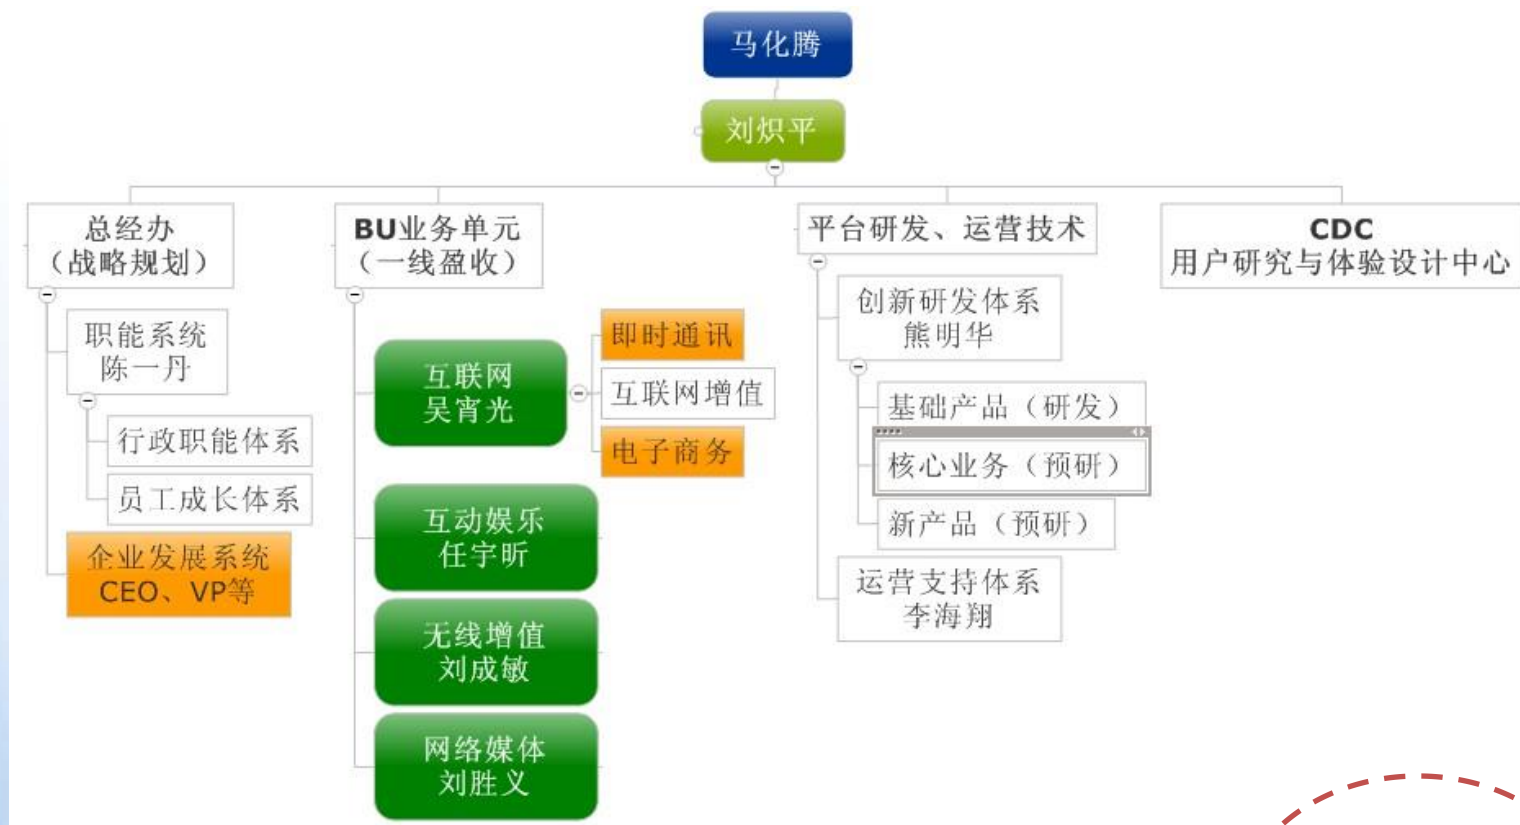 马化腾
刘炽平
总经办
（战略规划）
职能系统
陈一丹
行政职能体系
员工成长体系
企业发展系统
CEO、VP等
BU业务单元
（一线盈收）
互联网
吴宵光
即时通讯
互联网增值
电子商务
互动娱乐
任宇昕
无线增值
刘成敏
网络媒体
刘胜义
平台研发、运营技术
创新研发体系
熊明华
基础产品（研发）
核心业务（预研）
新产品（预研）
运营支持体系
李海翔
CDC
用户研究与体验设计中心